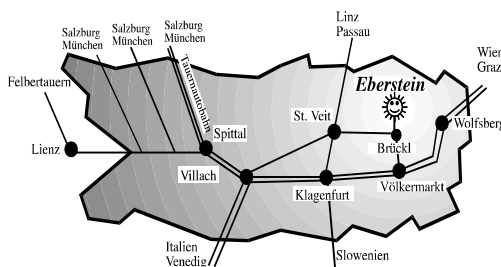 Salzburg
München
Salzburg
München
Salzburg
München
Linz
Passau
Wien
Graz
Felbertauern
Tauernautobahn
Eberstein
St. Veit
Wolfsberg
Spittal
Brückl
Lienz
Villach
Klagenfurt
Völkermarkt
Italien
Venedig
Slowenien